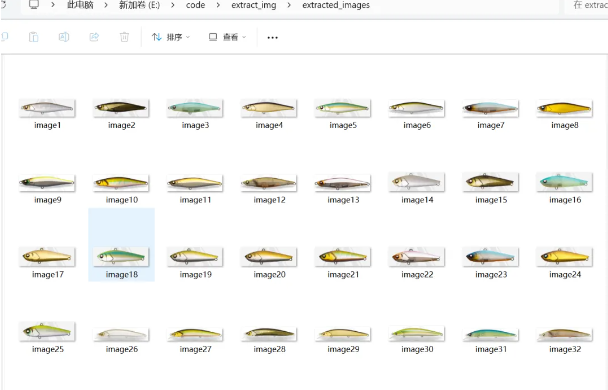 此电脑 > 新加卷 (E:) > code > extract_img > extracted_images 在 extrac
排序 查看 ...
image1 image2 image3 image4 image5 image6 image7 image8
image9 image10 image11 image12 image13 image14 image15 image16
image17 image18 image19 image20 image21 image22 image23 image24
image25 image26 image27 image28 image29 image30 image31 image32